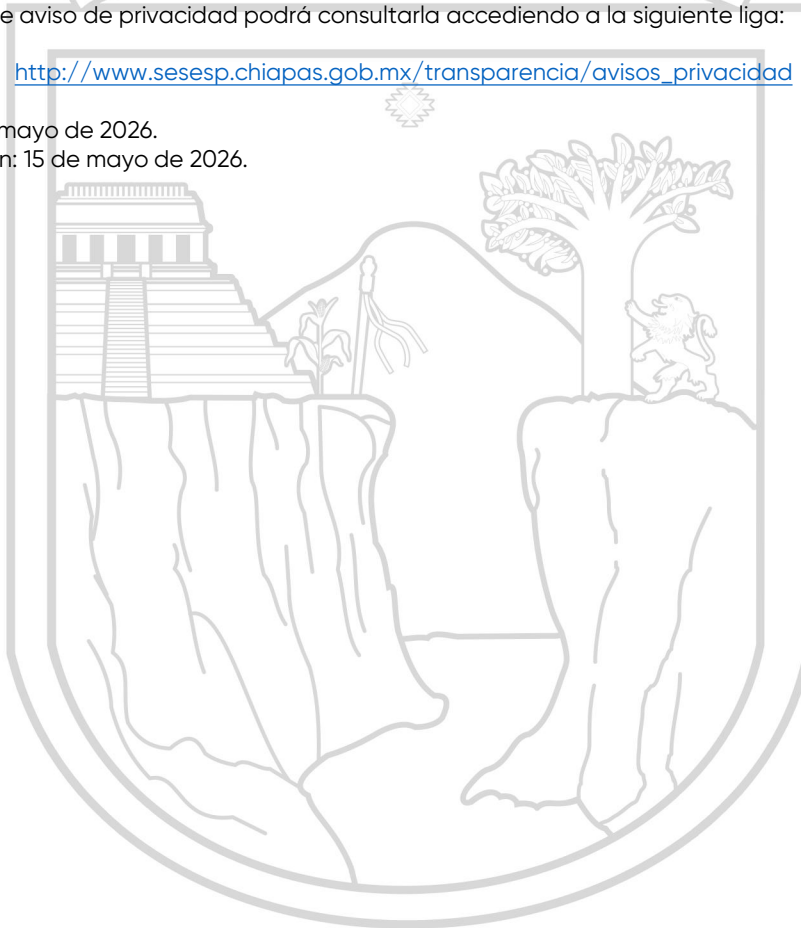 e aviso de privacidad podrá consultarla accediendo a la siguiente liga:
http://www.sesesp.chiapas.gob.mx/transparencia/avisos_privacidad
mayo de 2026.
n: 15 de mayo de 2026.